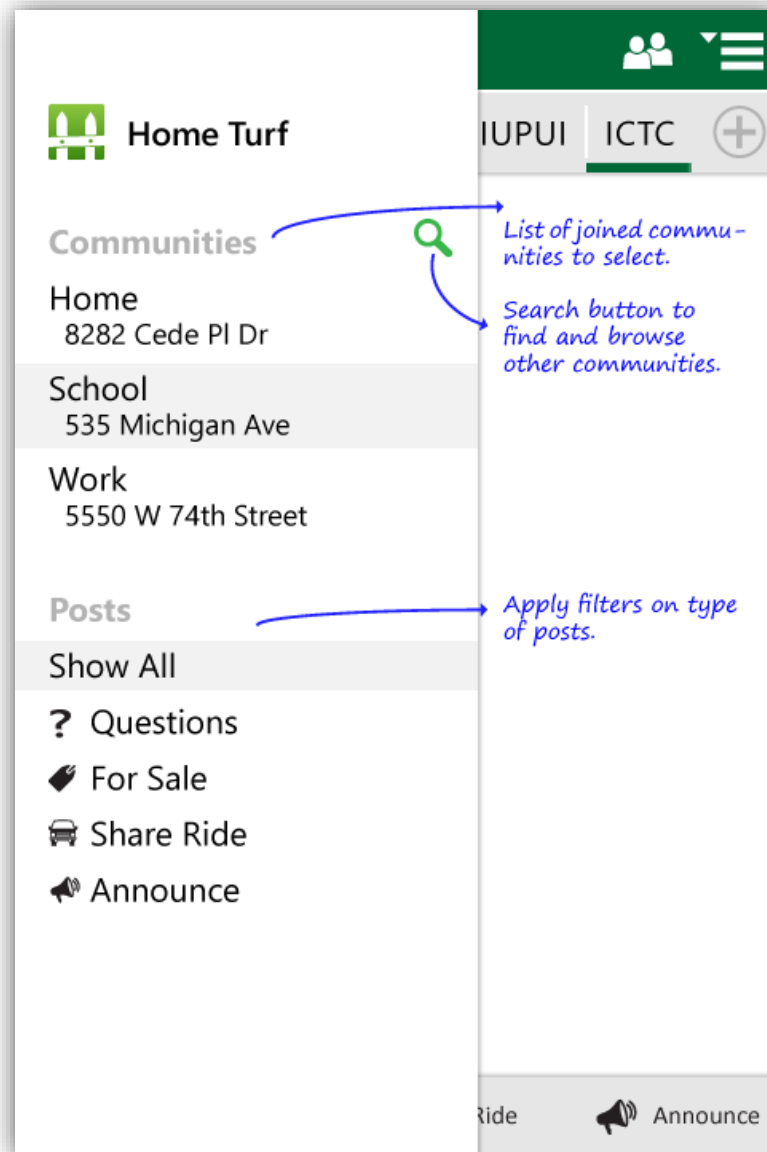 Home Turf
IUPUI
ICTC
Communities
Home
8282 Cede Pl Dr
School
535 Michigan Ave
Work
5550 W 74th Street
Posts
Show All
? Questions
For Sale
Share Ride
Announce
List of joined commu-
nities to select.
Search button to
find and browse
other communities.
Apply filters on type
of posts.
Ride
Announce